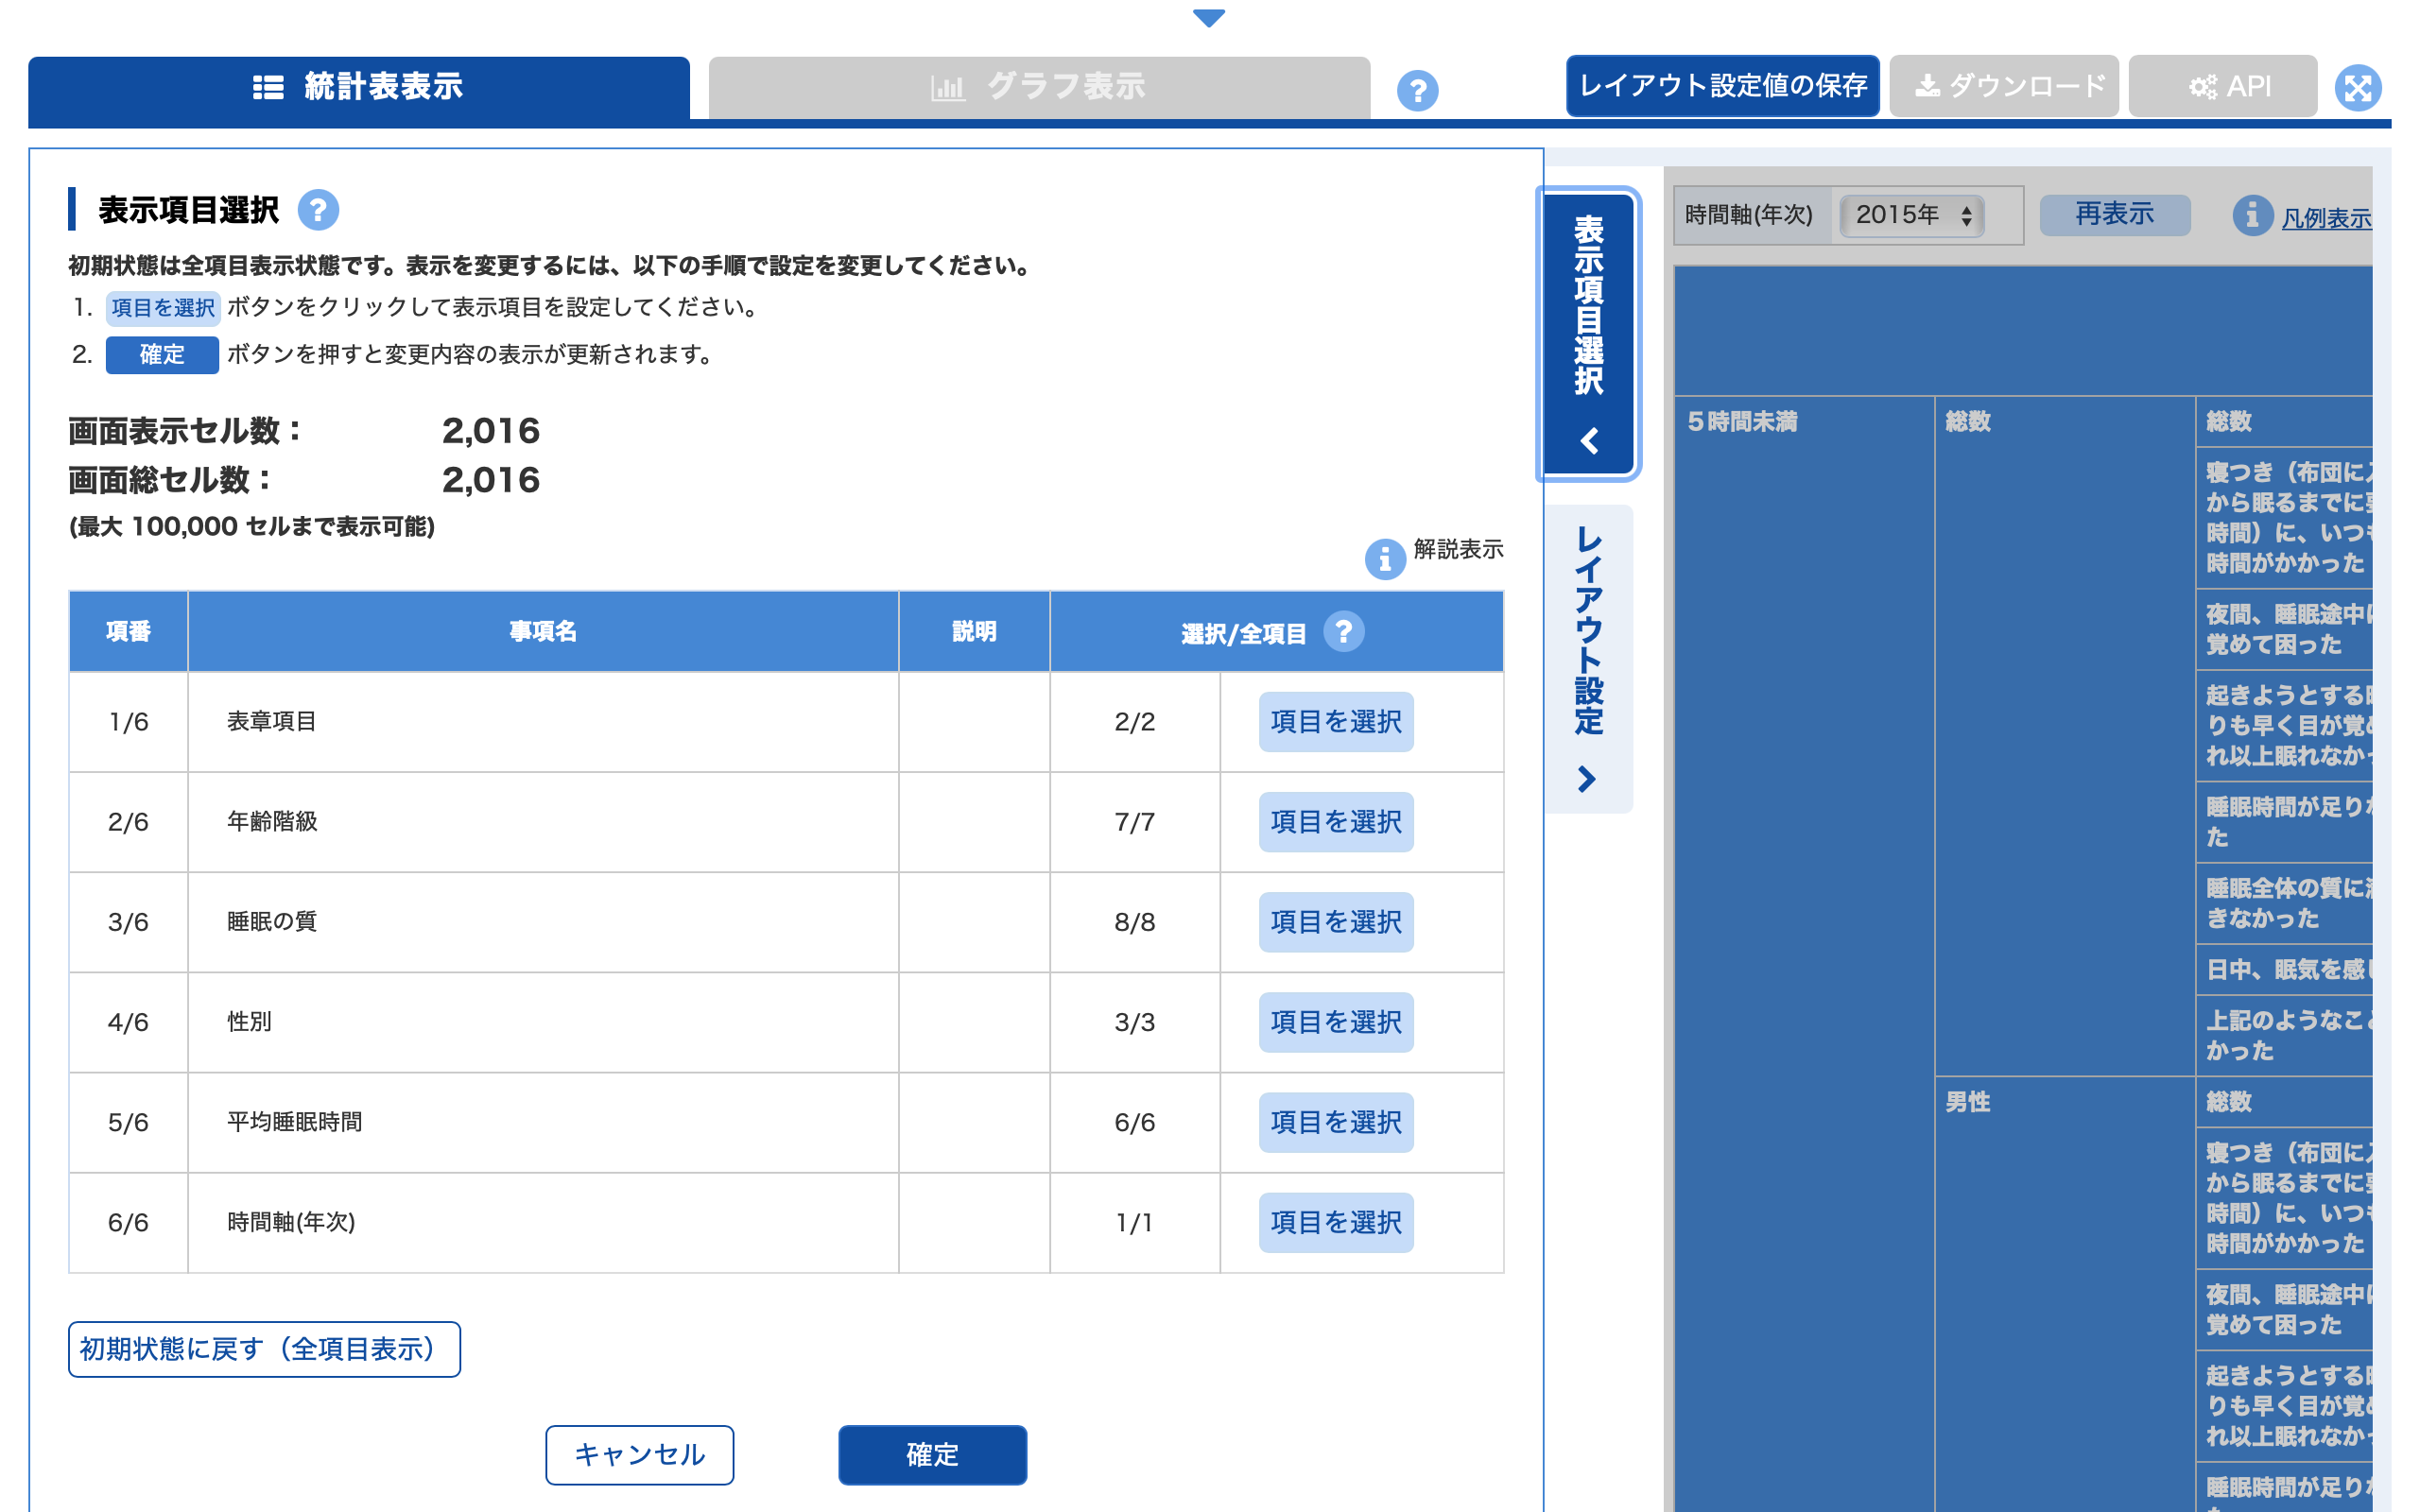 統計表表示
グラフ表示
レイアウト設定値の保存
ダウンロード
API
表示項目選択
初期状態は全項目表示状態です。表示を変更するには、以下の手順で設定を変更してください。
1. 項目を選択 ボタンをクリックして表示項目を設定してください。
2. 確定 ボタンを押すと変更内容の表示が更新されます。
画面表示セル数： 2,016
画面総セル数： 2,016
(最大 100,000 セルまで表示可能)
解説表示
項番 事項名 説明 選択/全項目
1/6 表章項目 2/2 項目を選択
2/6 年齢階級 7/7 項目を選択
3/6 睡眠の質 8/8 項目を選択
4/6 性別 3/3 項目を選択
5/6 平均睡眠時間 6/6 項目を選択
6/6 時間軸(年次) 1/1 項目を選択
初期状態に戻す（全項目表示）
キャンセル
確定
表示項目選択
レイアウト設定
時間軸(年次) 2015年 再表示 凡例表示
５時間未満 総数 総数
寝つき（布団に
から眠るまでに
時間）に、いつ
時間がかかった
夜間、睡眠途中
覚めて困った
起きようとする
りも早く目が覚
れ以上眠れなか
睡眠時間が足り
た
睡眠全体の質に
きなかった
日中、眠気を感
上記のようなこ
かった
男性 総数
寝つき（布団に
から眠るまでに
時間）に、いつ
時間がかかった
夜間、睡眠途中
覚めて困った
起きようとする
りも早く目が覚
れ以上眠れなか
睡眠時間が足り